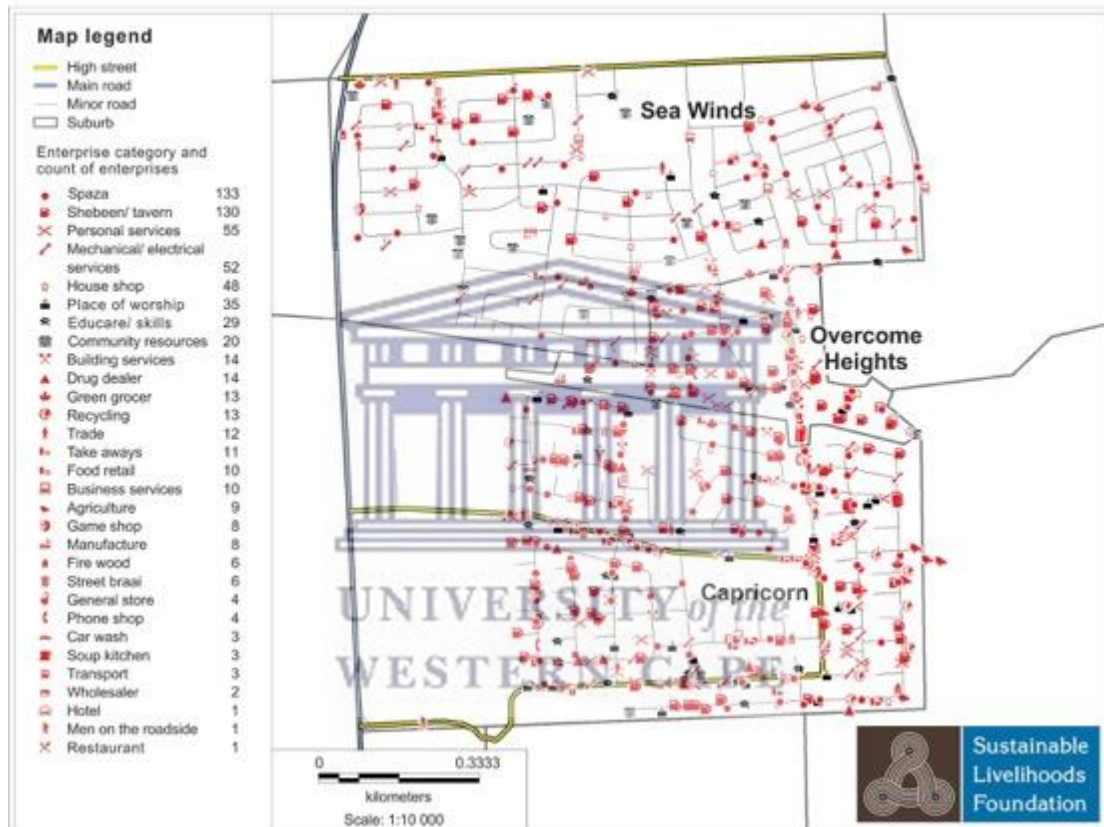 Map legend
High street
Main road
Minor road
Suburb
Enterprise category and
count of enterprises
Spaza 133
Shebeen/ tavern 130
Personal services 55
Mechanical/ electrical
services 52
House shop 48
Place of worship 35
Educare/ skills 29
Community resources 20
Building services 14
Drug dealer 14
Green grocer 13
Recycling 13
Trade 12
Take aways 11
Food retail 10
Business services 10
Agriculture 9
Game shop 8
Manufacture 8
Fire wood 6
Street braai 6
General store 4
Phone shop 4
Car wash 3
Soup kitchen 3
Transport 3
Wholesaler 2
Hotel 1
Men on the roadside 1
Restaurant 1
Sea Winds
Overcome
Heights
Capricorn
UNIVERSITY of the
WESTERN CAPE
0 0.3333
kilometers
Scale: 1:10 000
Sustainable
Livelihoods
Foundation